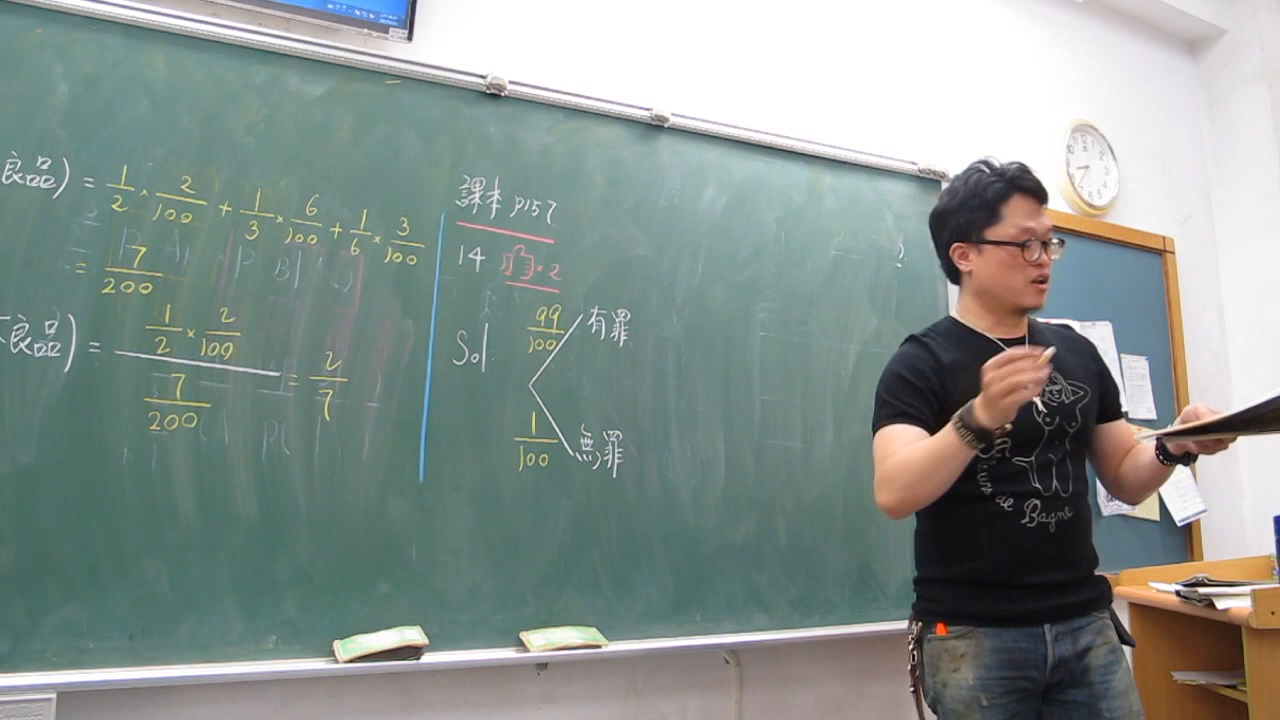 良品) = 1/2 × 2/100 + 1/3 × 6/100 + 1/6 × 3/100
= 7/200
良品) = (1/2 × 2/100) / (7/200) = 2/7
課本 P157
14
Sol
99/100 有罪
1/100 無罪
de Bagne